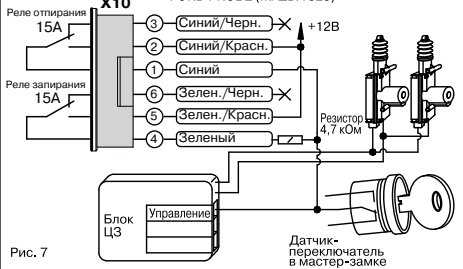 X10
Реле отпирания
15А
3 Синий/Черн.
+12В
2 Синий/Красн.
1 Синий
Реле запирания
15А
6 Зелен./Черн.
5 Зелен./Красн.
4 Зеленый
Резистор
4,7 кОм
Блок
ЦЗ
Управление
Датчик-
переключатель
в мастер-замке
Рис. 7